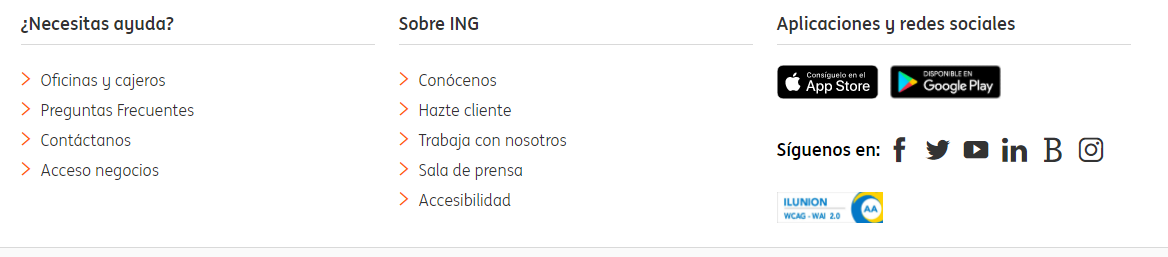 ¿Necesitas ayuda?
Oficinas y cajeros
Preguntas Frecuentes
Contáctanos
Acceso negocios
Sobre ING
Conócenos
Hazte cliente
Trabaja con nosotros
Sala de prensa
Accesibilidad
Aplicaciones y redes sociales
Consíguelo en el
App Store
DISPONIBLE EN
Google Play
Síguenos en:
ILUNION
WCAG - WAI 2.0
AA